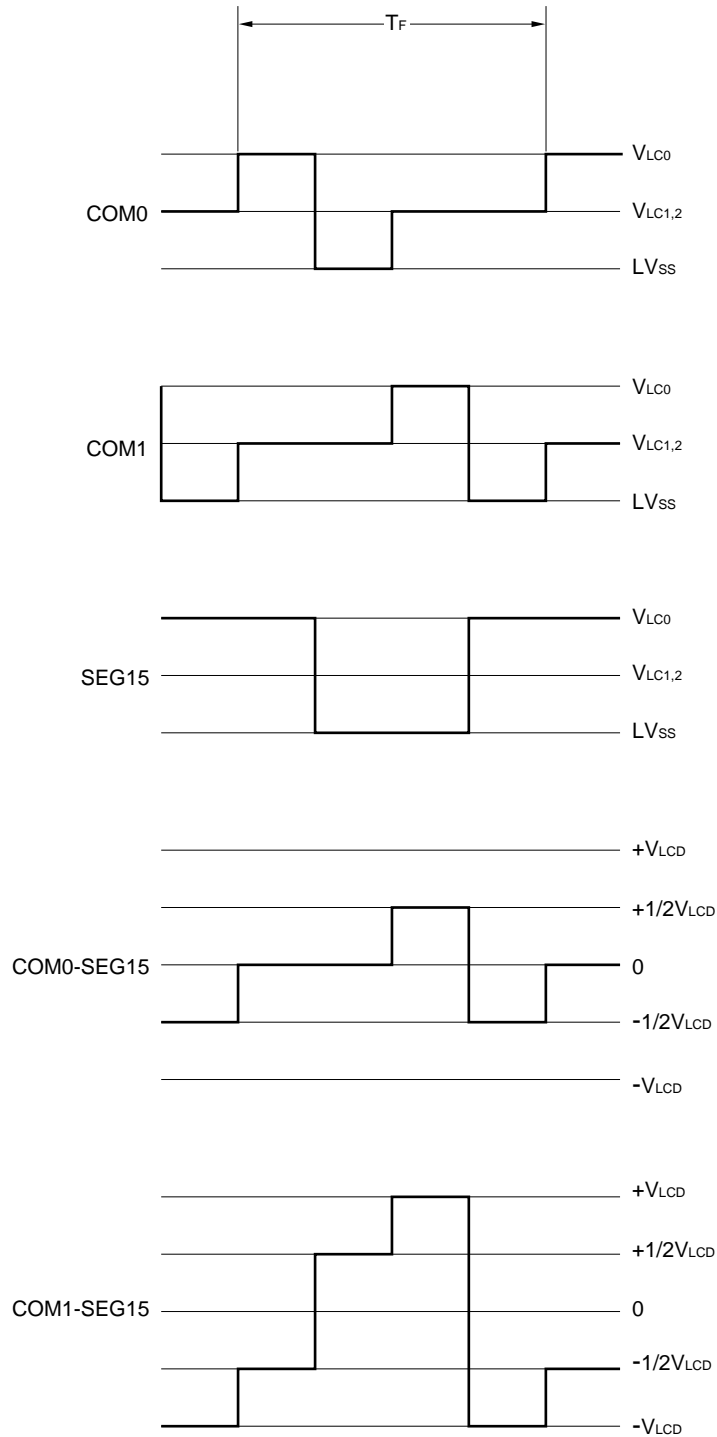 TF
VLC0
COM0
VLC1,2
LVSS
VLC0
COM1
VLC1,2
LVSS
VLC0
SEG15
VLC1,2
LVSS
+VLCD
+1/2VLCD
COM0-SEG15
0
-1/2VLCD
-VLCD
+VLCD
+1/2VLCD
COM1-SEG15
0
-1/2VLCD
-VLCD